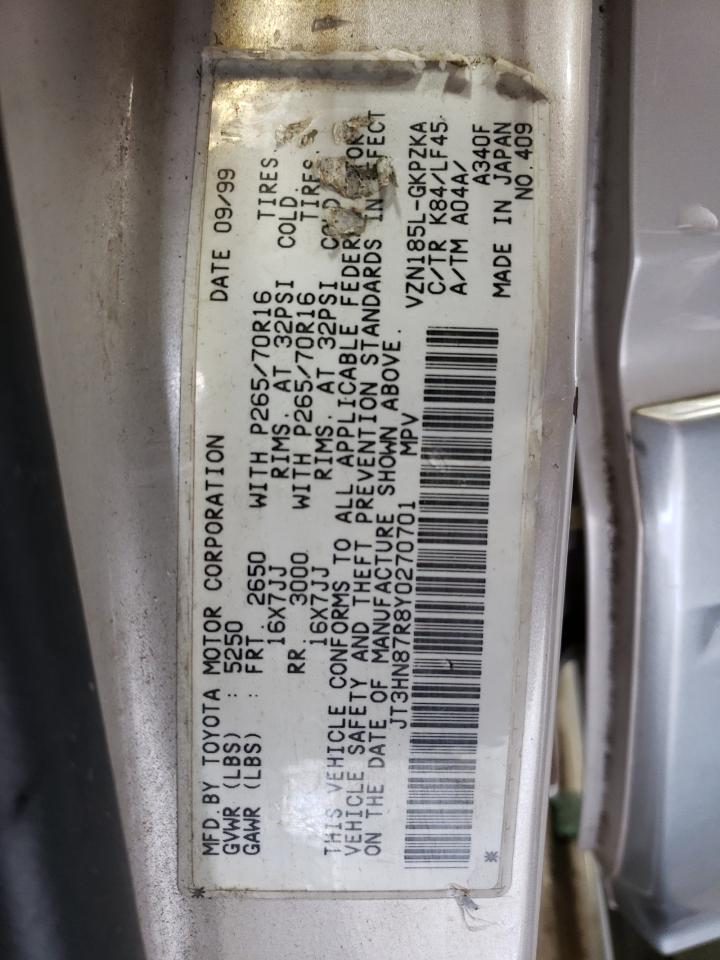 MFD. BY TOYOTA MOTOR CORPORATION DATE 09/99
GVWR (LBS) : 5250
GAWR (LBS) : FRT. 2650 WITH P265/70R16 TIRES
16X7JJ RIMS. AT 32PSI COLD.
RR. 3000 WITH P265/70R16
16X7JJ RIMS. AT 32PSI
THIS VEHICLE CONFORMS TO ALL APPLICABLE
VEHICLE SAFETY AND THEFT PREVENTION STANDARDS IN EFFECT
ON THE DATE OF MANUFACTURE SHOWN ABOVE.
JT3HN87R8Y0270701 MPV
VZN185L-GKPZKA
C/TR K84/LF45
A/TM A04A/
A340F
MADE IN JAPAN
NO. 409